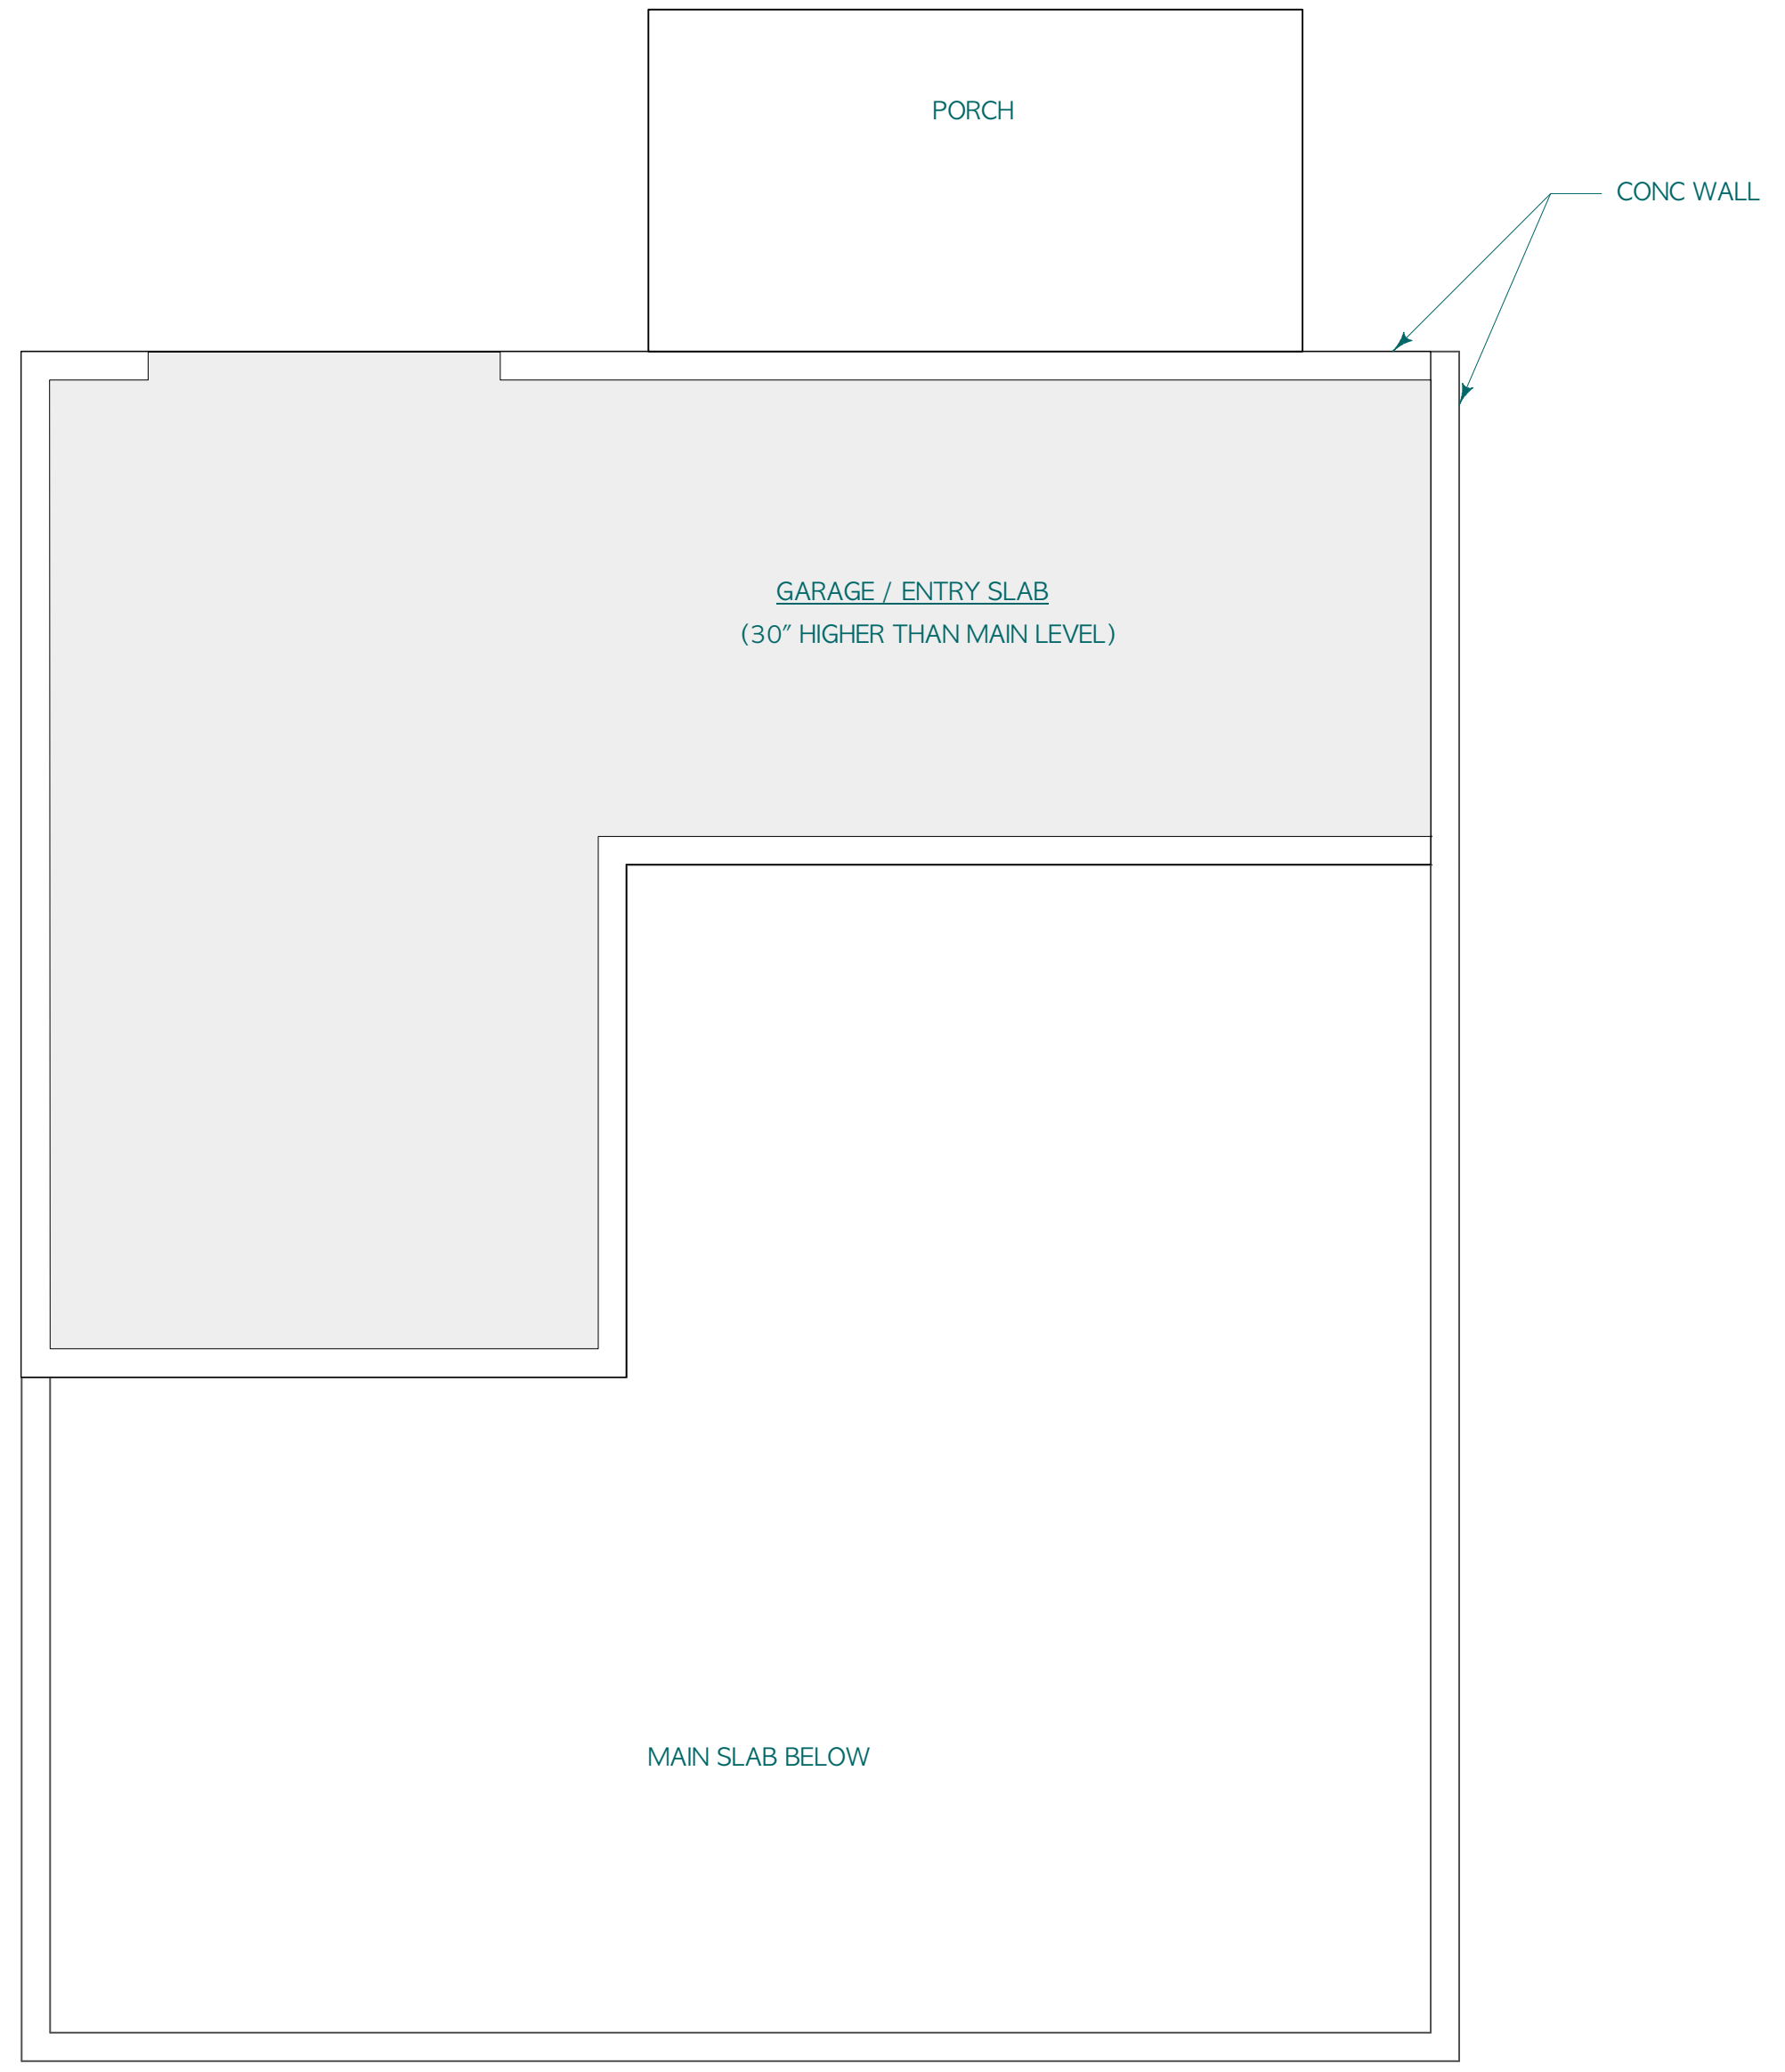 PORCH
CONC WALL
GARAGE / ENTRY SLAB
(30" HIGHER THAN MAIN LEVEL)
MAIN SLAB BELOW